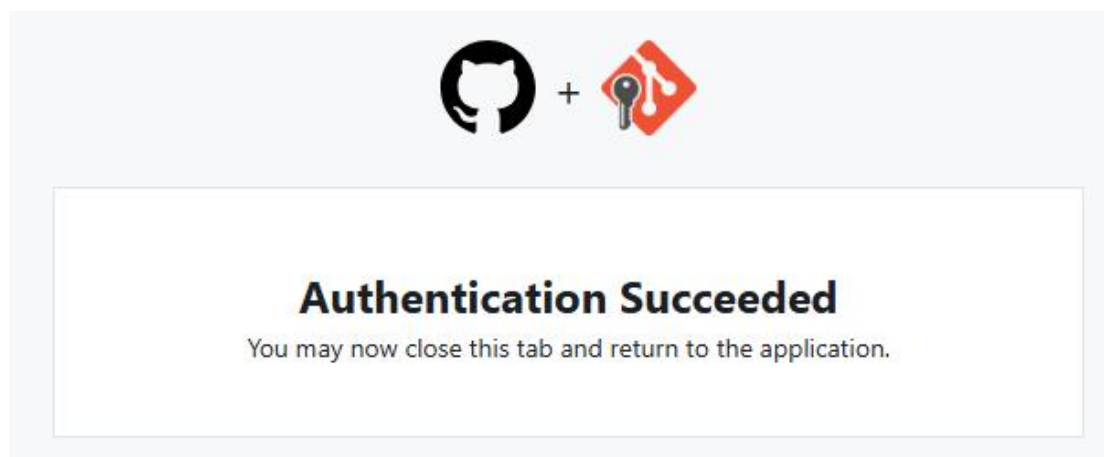 +
Authentication Succeeded
You may now close this tab and return to the application.